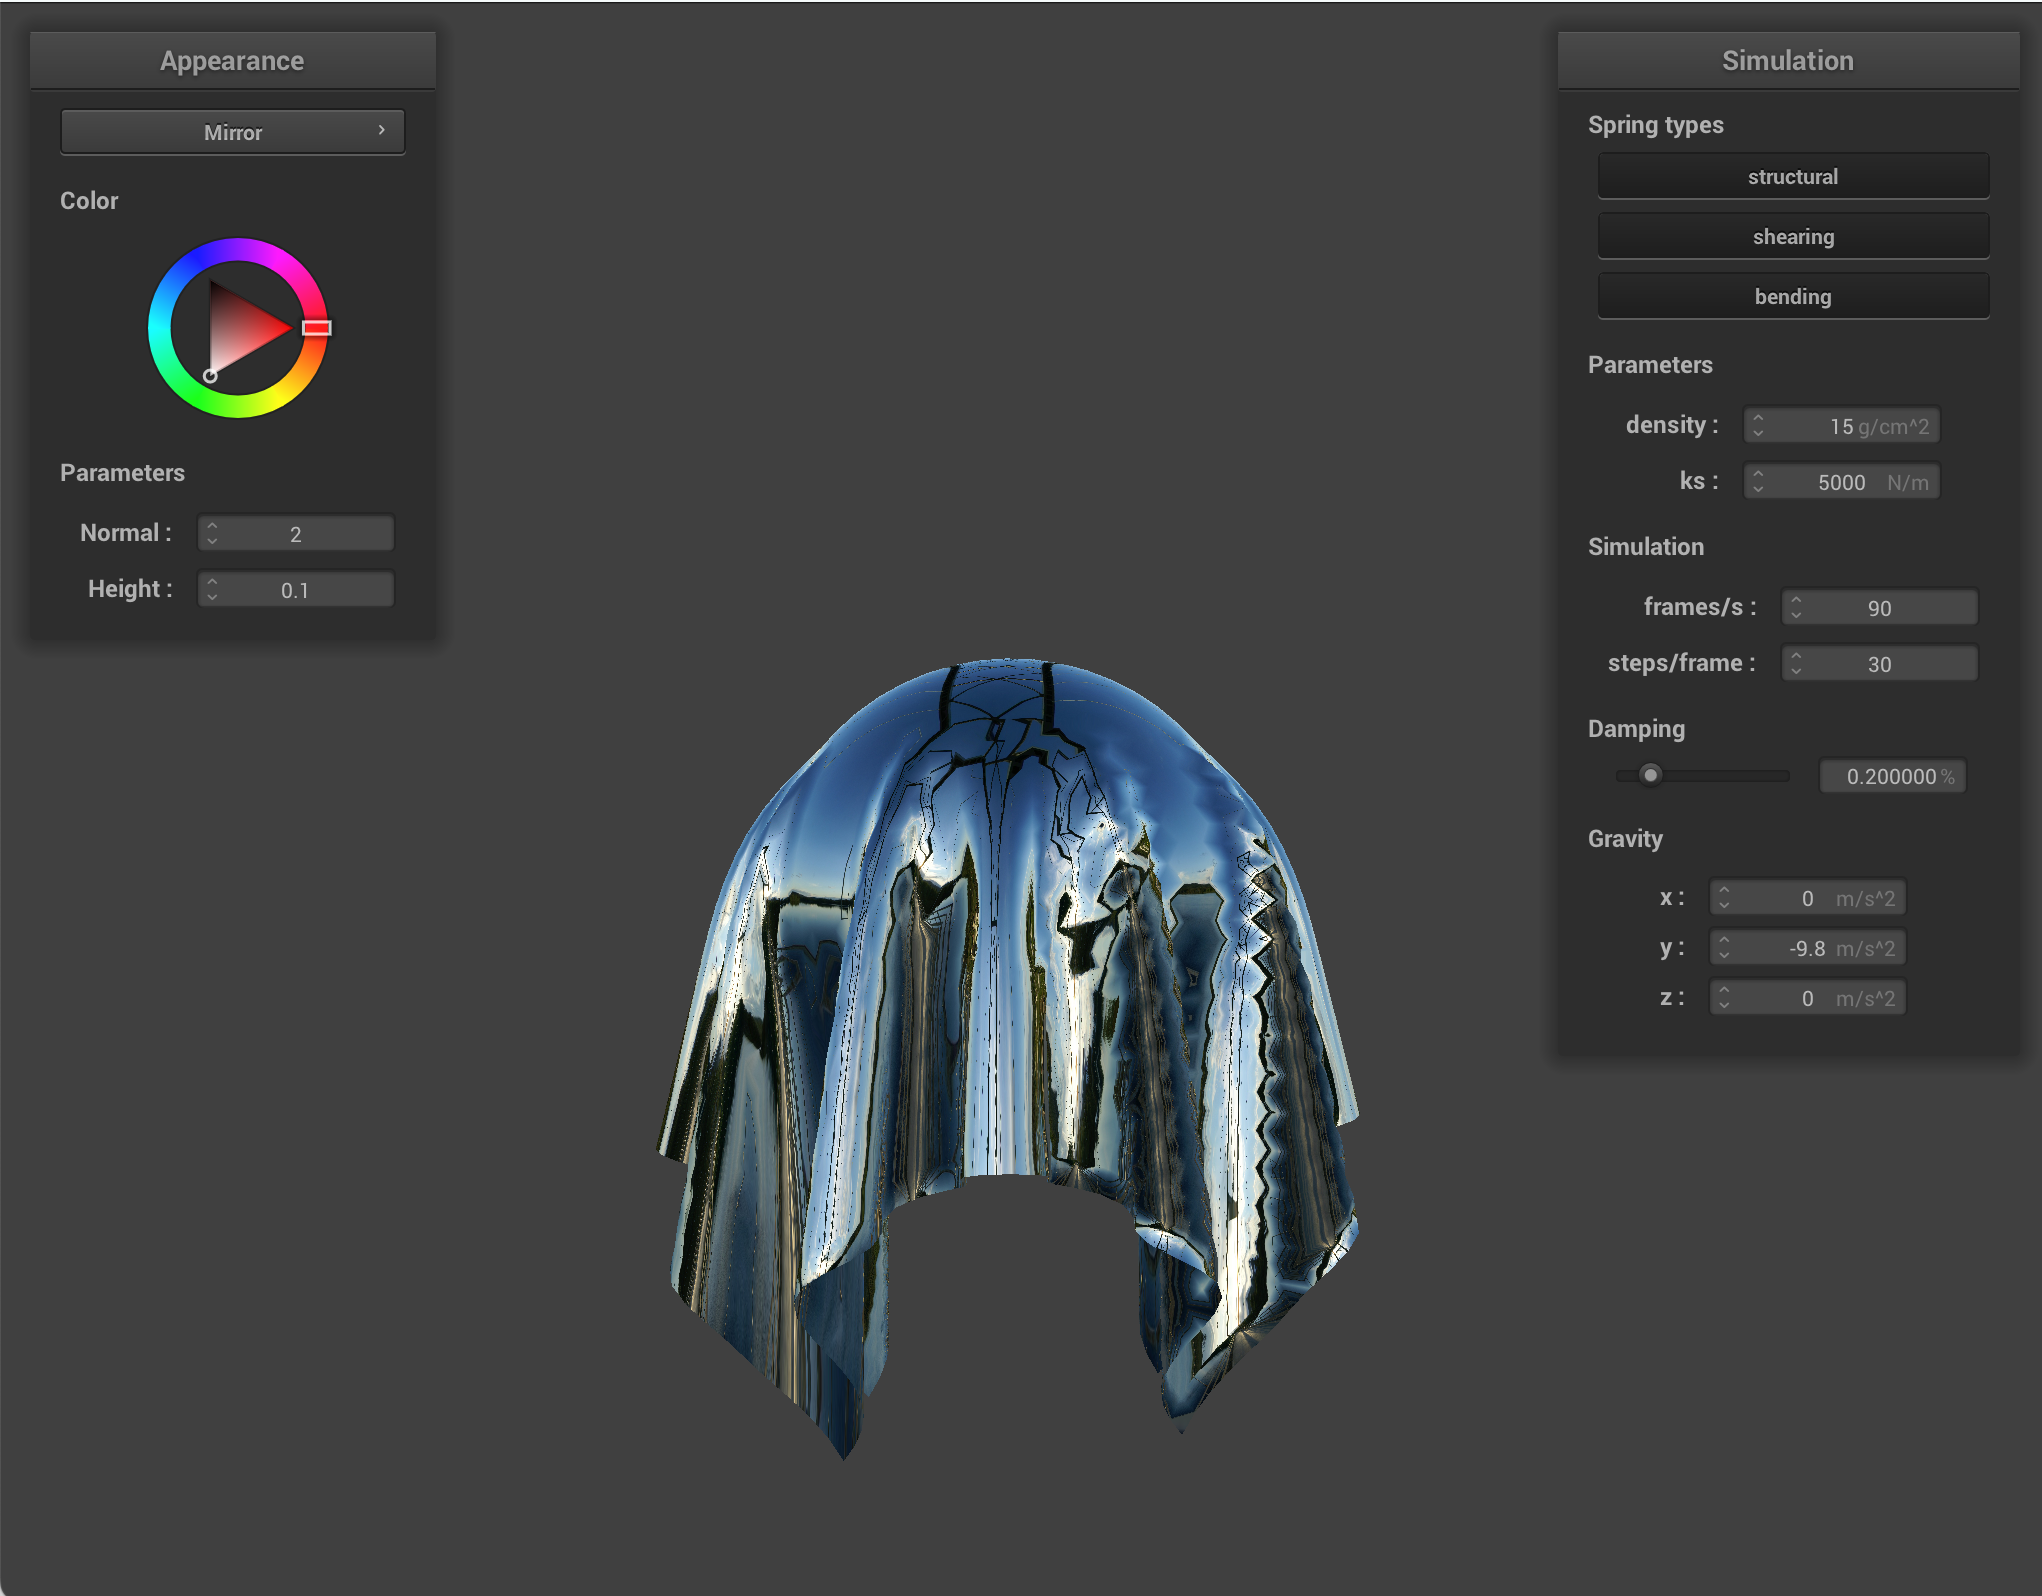 Appearance
Mirror
Color
Parameters
Normal : 2
Height : 0.1
Simulation
Spring types
structural
shearing
bending
Parameters
density : 15 g/cm^2
ks : 5000 N/m
Simulation
frames/s : 90
steps/frame : 30
Damping
0.200000 %
Gravity
x : 0 m/s^2
y : -9.8 m/s^2
z : 0 m/s^2